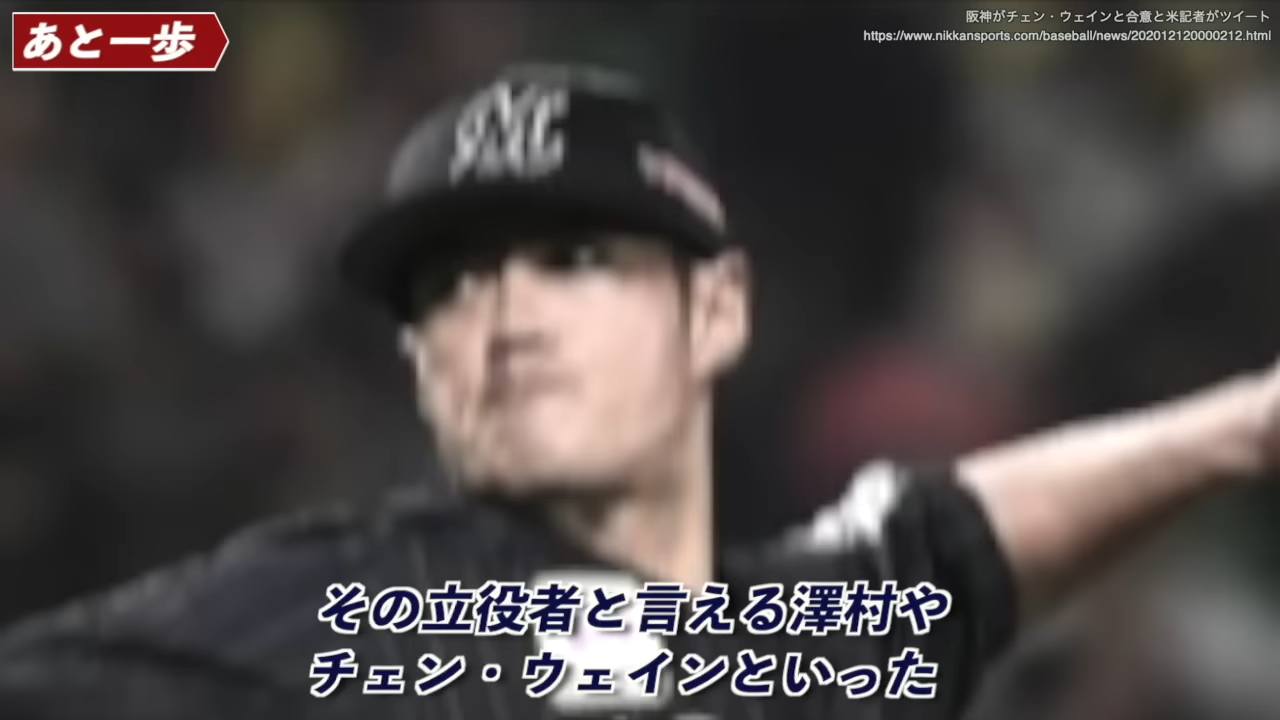 あと一歩
阪神がチェン・ウェインと合意と米記者がツイート
https://www.nikkansports.com/baseball/news/202012120000212.html
その立役者と言える澤村や
チェン・ウェインといった